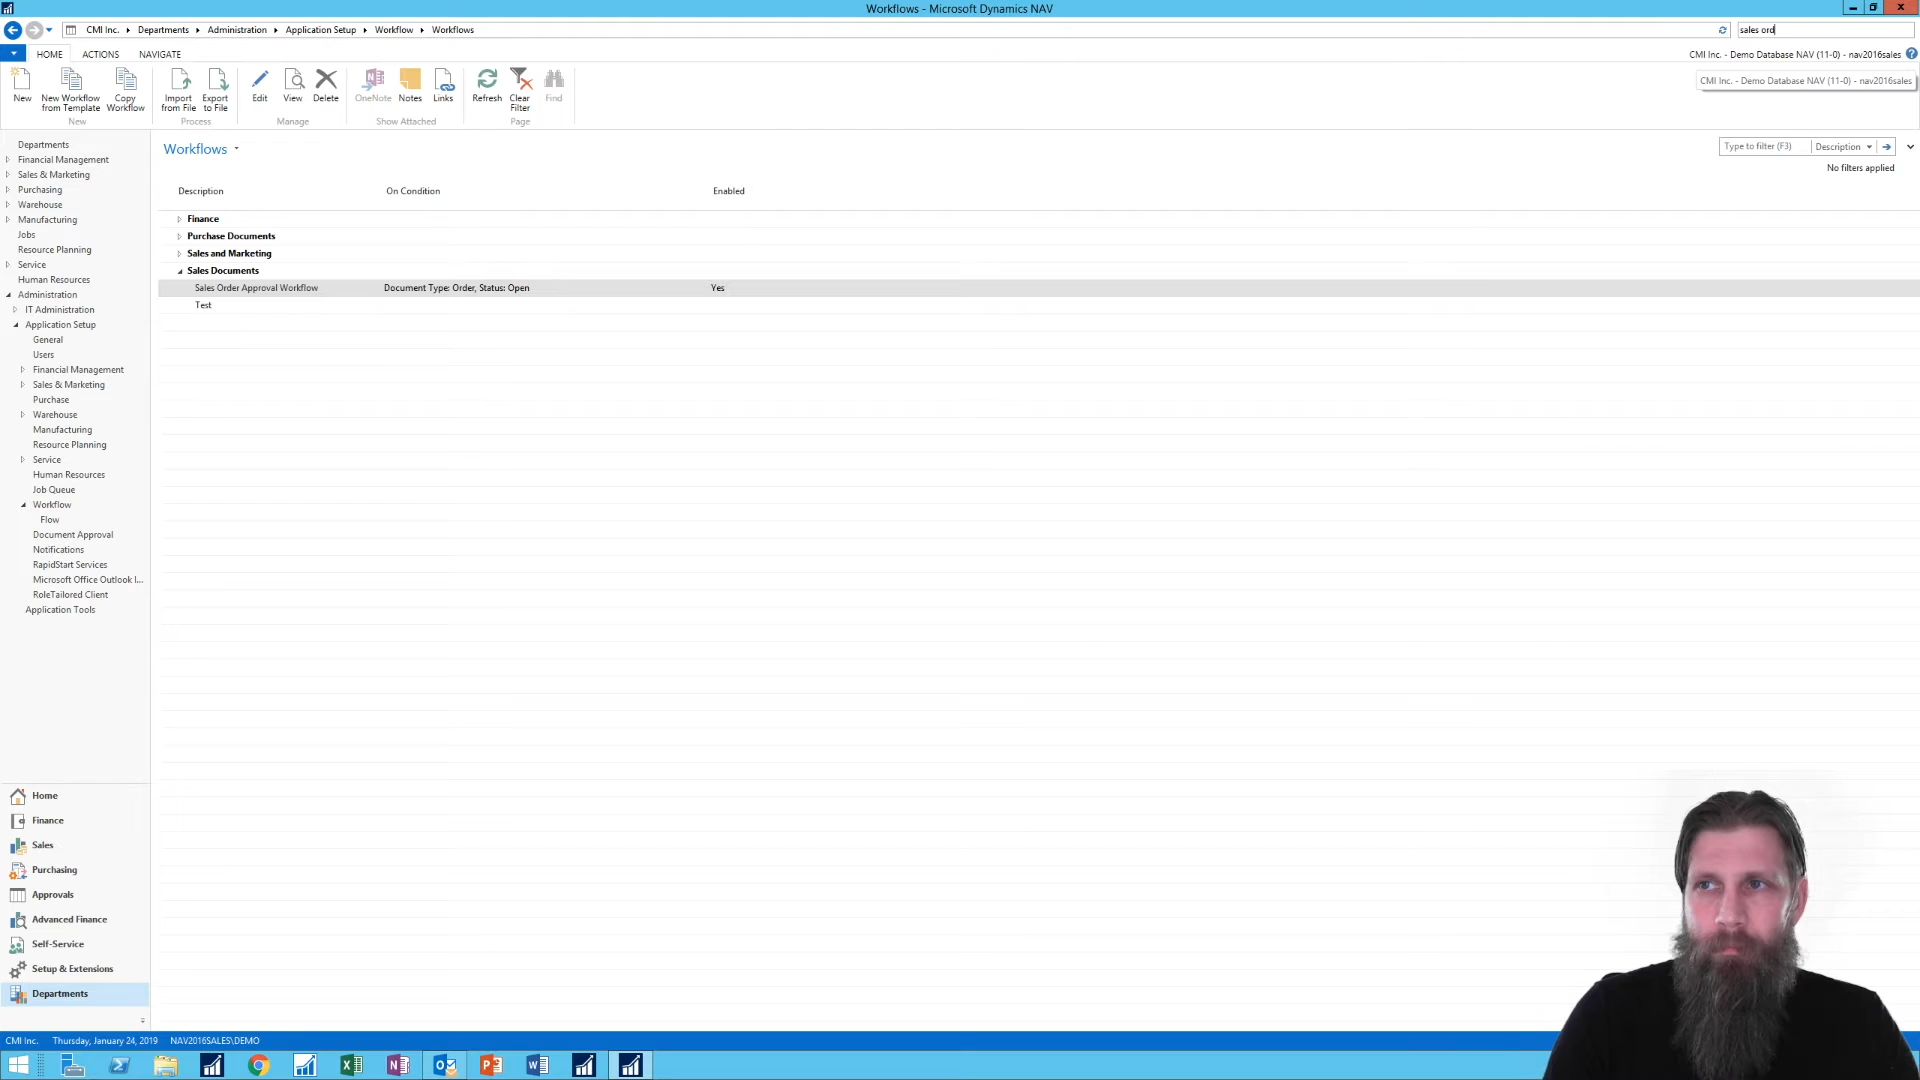 Workflows - Microsoft Dynamics NAV
CMI Inc. Departments Administration Application Setup Workflow Workflows
sales ord
HOME ACTIONS NAVIGATE
CMI Inc. - Demo Database NAV (11-0) - nav2016sales
CMI Inc. - Demo Database NAV (11-0) - nav2016sales
New
New Workflow from Template
Copy Workflow
Import from File
Export to File
Edit
View
Delete
OneNote
Notes
Links
Refresh
Clear Filter
Find
New Process Manage Show Attached Page
Departments
Financial Management
Sales & Marketing
Purchasing
Warehouse
Manufacturing
Jobs
Resource Planning
Service
Human Resources
Administration
IT Administration
Application Setup
General
Users
Financial Management
Sales & Marketing
Purchase
Warehouse
Manufacturing
Resource Planning
Service
Human Resources
Job Queue
Workflow
Flow
Document Approval
Notifications
RapidStart Services
Microsoft Office Outlook I...
RoleTailored Client
Application Tools
Workflows
Type to filter (F3) Description
No filters applied
Description On Condition Enabled
Finance
Purchase Documents
Sales and Marketing
Sales Documents
Sales Order Approval Workflow Document Type: Order, Status: Open Yes
Test
Home
Finance
Sales
Purchasing
Approvals
Advanced Finance
Self-Service
Setup & Extensions
Departments
CMI Inc. Thursday, January 24, 2019 NAV2016SALES\DEMO